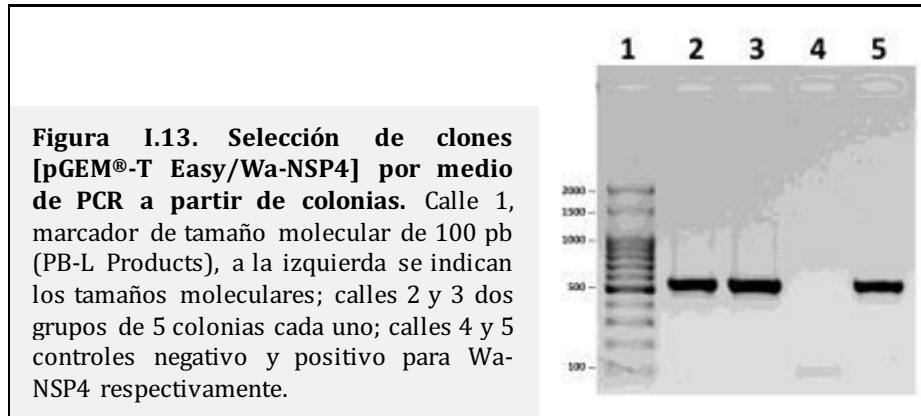 Figura I.13. Selección de clones
[pGEM®-T Easy/Wa-NSP4] por medio
de PCR a partir de colonias. Calle 1,
marcador de tamaño molecular de 100 pb
(PB-L Products), a la izquierda se indican
los tamaños moleculares; calles 2 y 3 dos
grupos de 5 colonias cada uno; calles 4 y 5
controles negativo y positivo para Wa-
NSP4 respectivamente.
1 2 3 4 5
2000
1500
1000
500
100